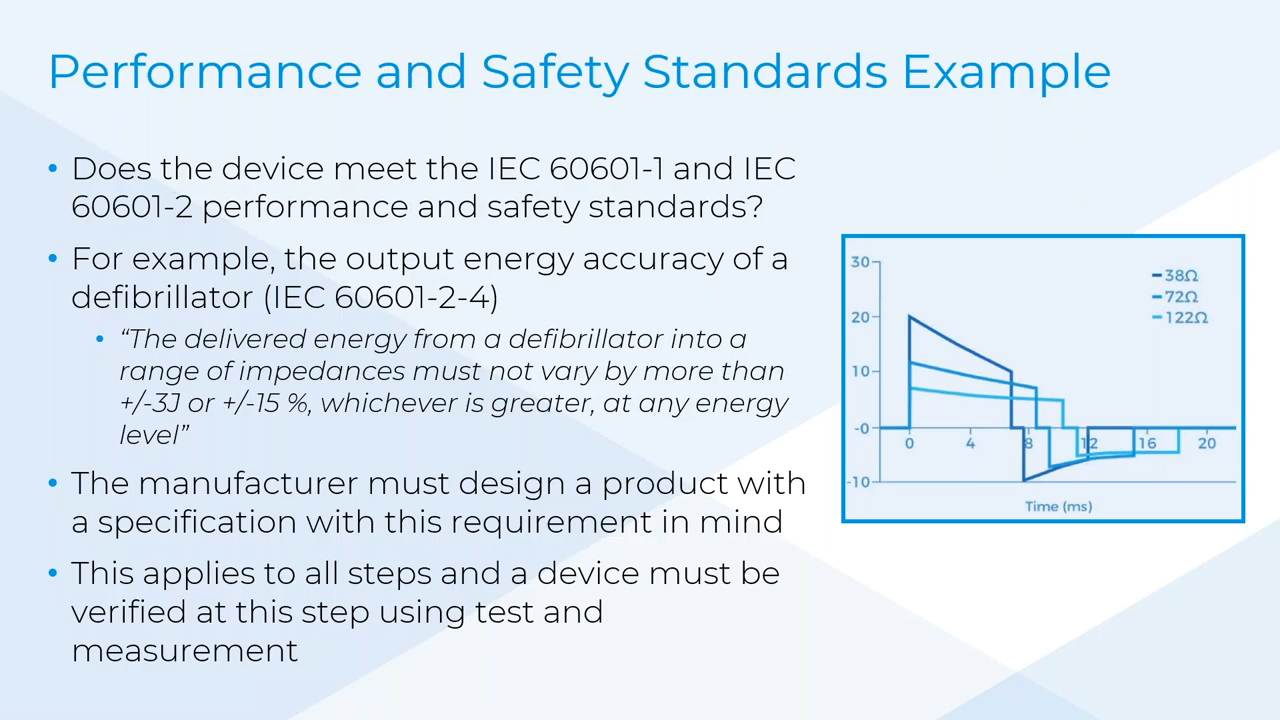 Performance and Safety Standards Example
• Does the device meet the IEC 60601-1 and IEC
60601-2 performance and safety standards?
• For example, the output energy accuracy of a
defibrillator (IEC 60601-2-4)
• “The delivered energy from a defibrillator into a
range of impedances must not vary by more than
+/-3J or +/-15 %, whichever is greater, at any energy
level”
• The manufacturer must design a product with
a specification with this requirement in mind
• This applies to all steps and a device must be
verified at this step using test and
measurement
30
20
10
-0
-10
38Ω
72Ω
122Ω
0 4 8 12 16 20
Time (ms)